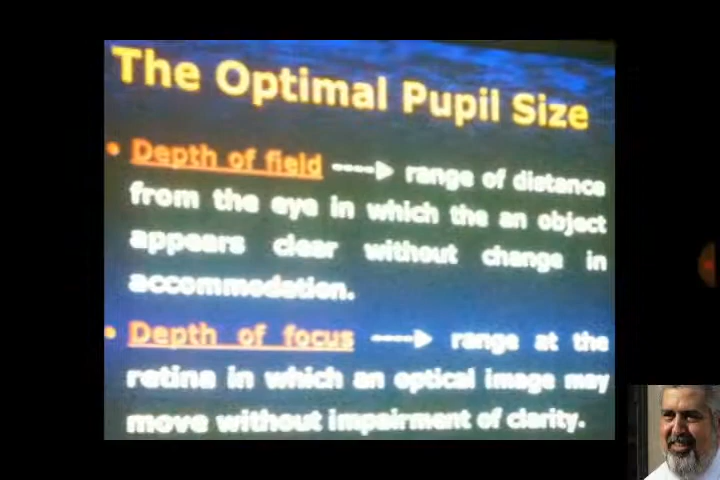 The Optimal Pupil Size
• Depth of field ----> range of distance
from the eye in which the an object
appears clear without change in
accommodation.
• Depth of focus ----> range at the
retina in which an optical image may
move without impairment of clarity.